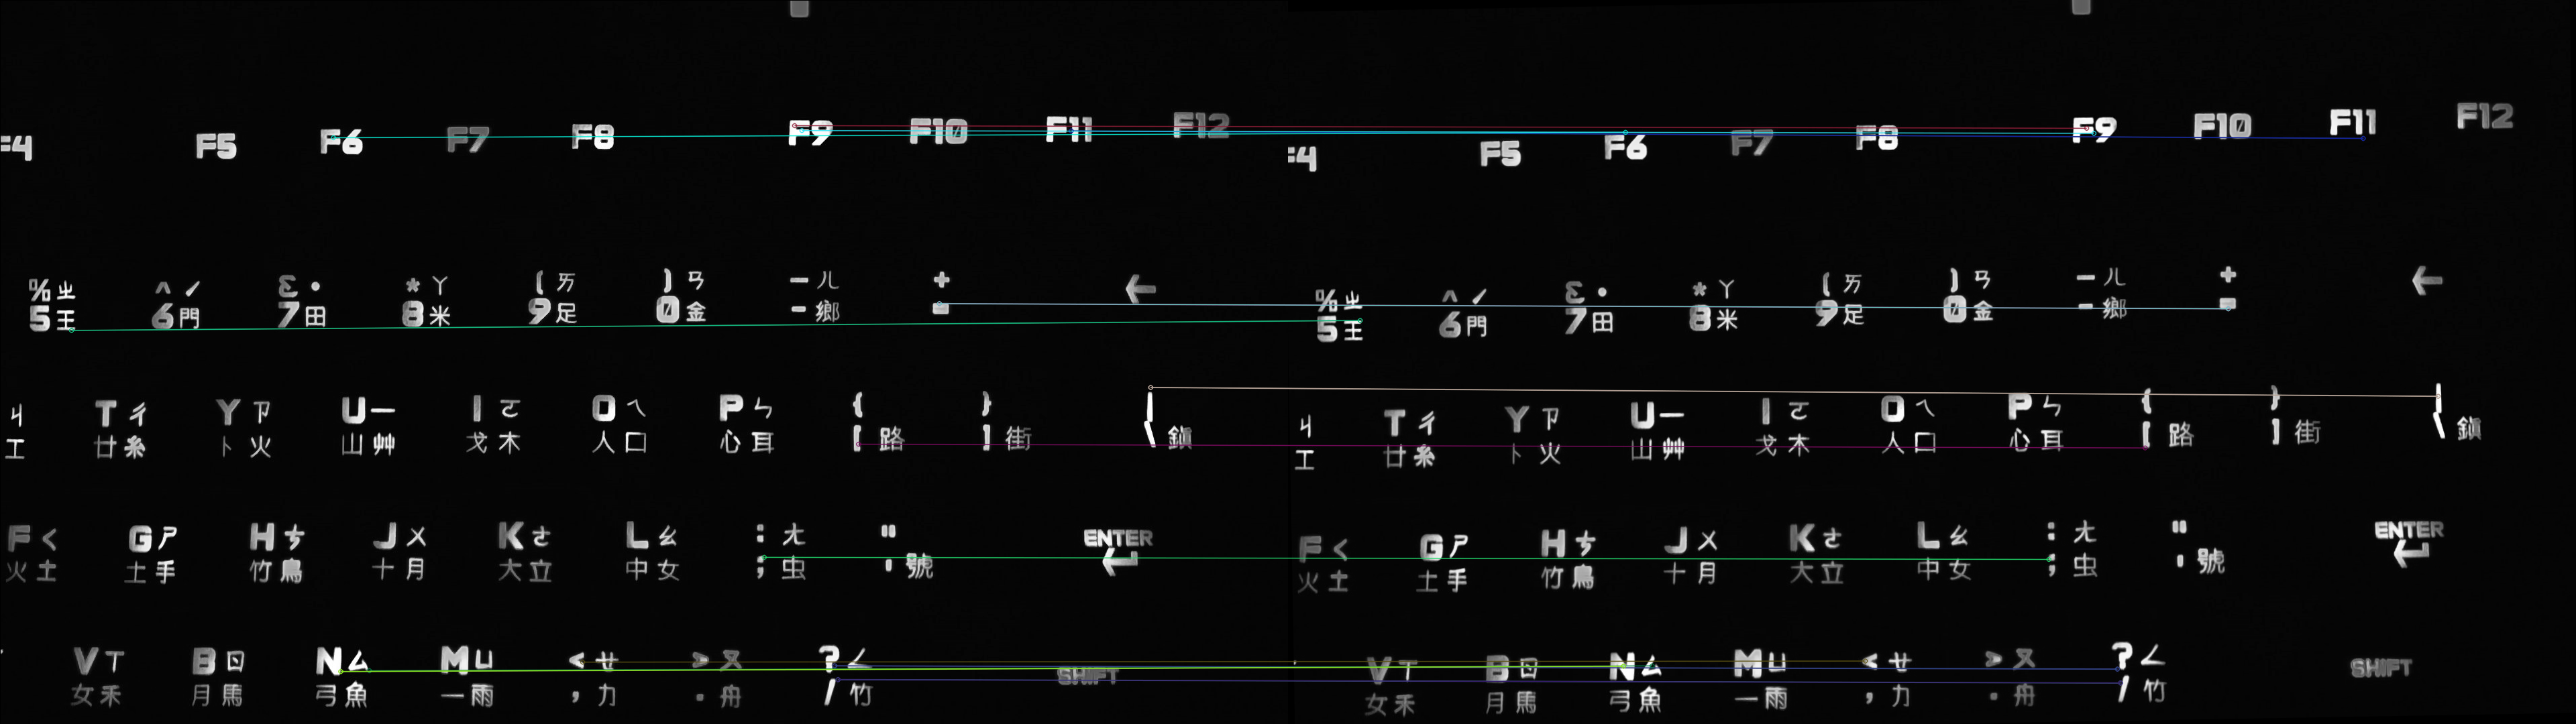 F4 F5 F6 F7 F8 F9 F10 F11 F12 F4 F5 F6 F7 F8 F9 F10 F11 F12
% ㄓ ^ ˊ & ˙ * ㄚ ( ㄞ ) ㄢ — ㄦ + ← % ㄓ ^ ˊ & ˙ * ㄚ ( ㄞ ) ㄢ — ㄦ + ←
5 王 6 門 7 田 8 米 9 足 0 金 - 鄉 = 5 王 6 門 7 田 8 米 9 足 0 金 - 鄉 =
ㄐ T ㄔ Y ㄗ U ㄧ I ㄛ O ㄟ P ㄣ { } | ㄐ T ㄔ Y ㄗ U ㄧ I ㄛ O ㄟ P ㄣ { } |
工 廿 糸 卜 火 山 艸 戈 木 人 口 心 耳 [ 路 ] 街 \ 鎮 工 廿 糸 卜 火 山 艸 戈 木 人 口 心 耳 [ 路 ] 街 \ 鎮
F ㄑ G ㄕ H ㄘ J ㄨ K ㄜ L ㄠ : ㄤ " ENTER F ㄑ G ㄕ H ㄘ J ㄨ K ㄜ L ㄠ : ㄤ " ENTER
火 土 土 手 竹 鳥 十 月 大 立 中 女 ; 虫 ' 號 ↵ 火 土 土 手 竹 鳥 十 月 大 立 中 女 ; 虫 ' 號 ↵
V ㄒ B ㄖ N ㄙ M ㄩ < ㄝ > ㄡ ? ㄥ SHIFT V ㄒ B ㄖ N ㄙ M ㄩ < ㄝ > ㄡ ? ㄥ SHIFT
女 禾 月 馬 弓 魚 一 雨 , 力 . 舟 / 竹 女 禾 月 馬 弓 魚 一 雨 , 力 . 舟 / 竹